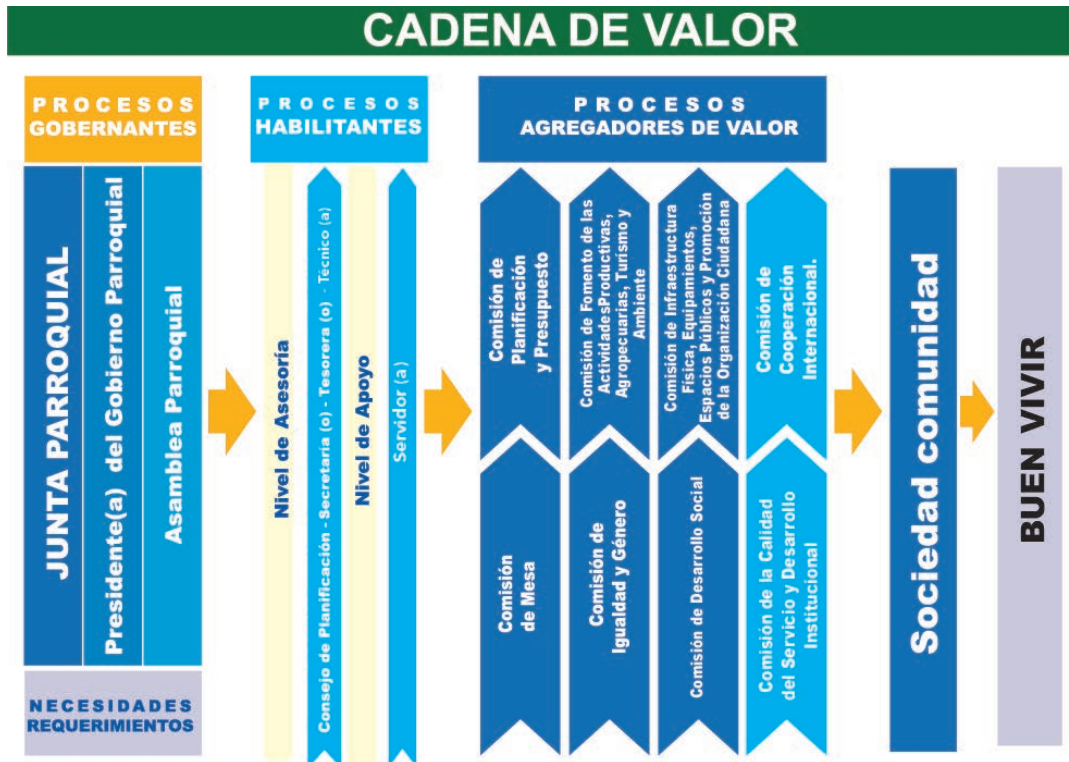 CADENA DE VALOR
PROCESOS
GOBERNANTES
JUNTA PARROQUIAL
Presidente(a) del Gobierno Parroquial
Asamblea Parroquial
NECESIDADES
REQUERIMIENTOS
PROCESOS
HABILITANTES
Nivel de Asesoría
Consejo de Planificación - Secretaría (o) - Tesorera (o) - Técnico (a)
Nivel de Apoyo
Servidor (a)
PROCESOS
AGREGADORES DE VALOR
Comisión de
Planificación
y Presupuesto
Comisión de Fomento de las
ActividadesProductivas,
Agropecuarias, Turismo y
Ambiente
Comisión de Infraestructura
Física, Equipamientos,
Espacios Públicos y Promoción
de la Organización Ciudadana
Comisión de
Cooperación
Internacional.
Comisión
de Mesa
Comisión de
Igualdad y Género
Comisión de Desarrollo Social
Comisión de la Calidad
del Servicio y Desarrollo
Institucional
Sociedad comunidad
BUEN VIVIR